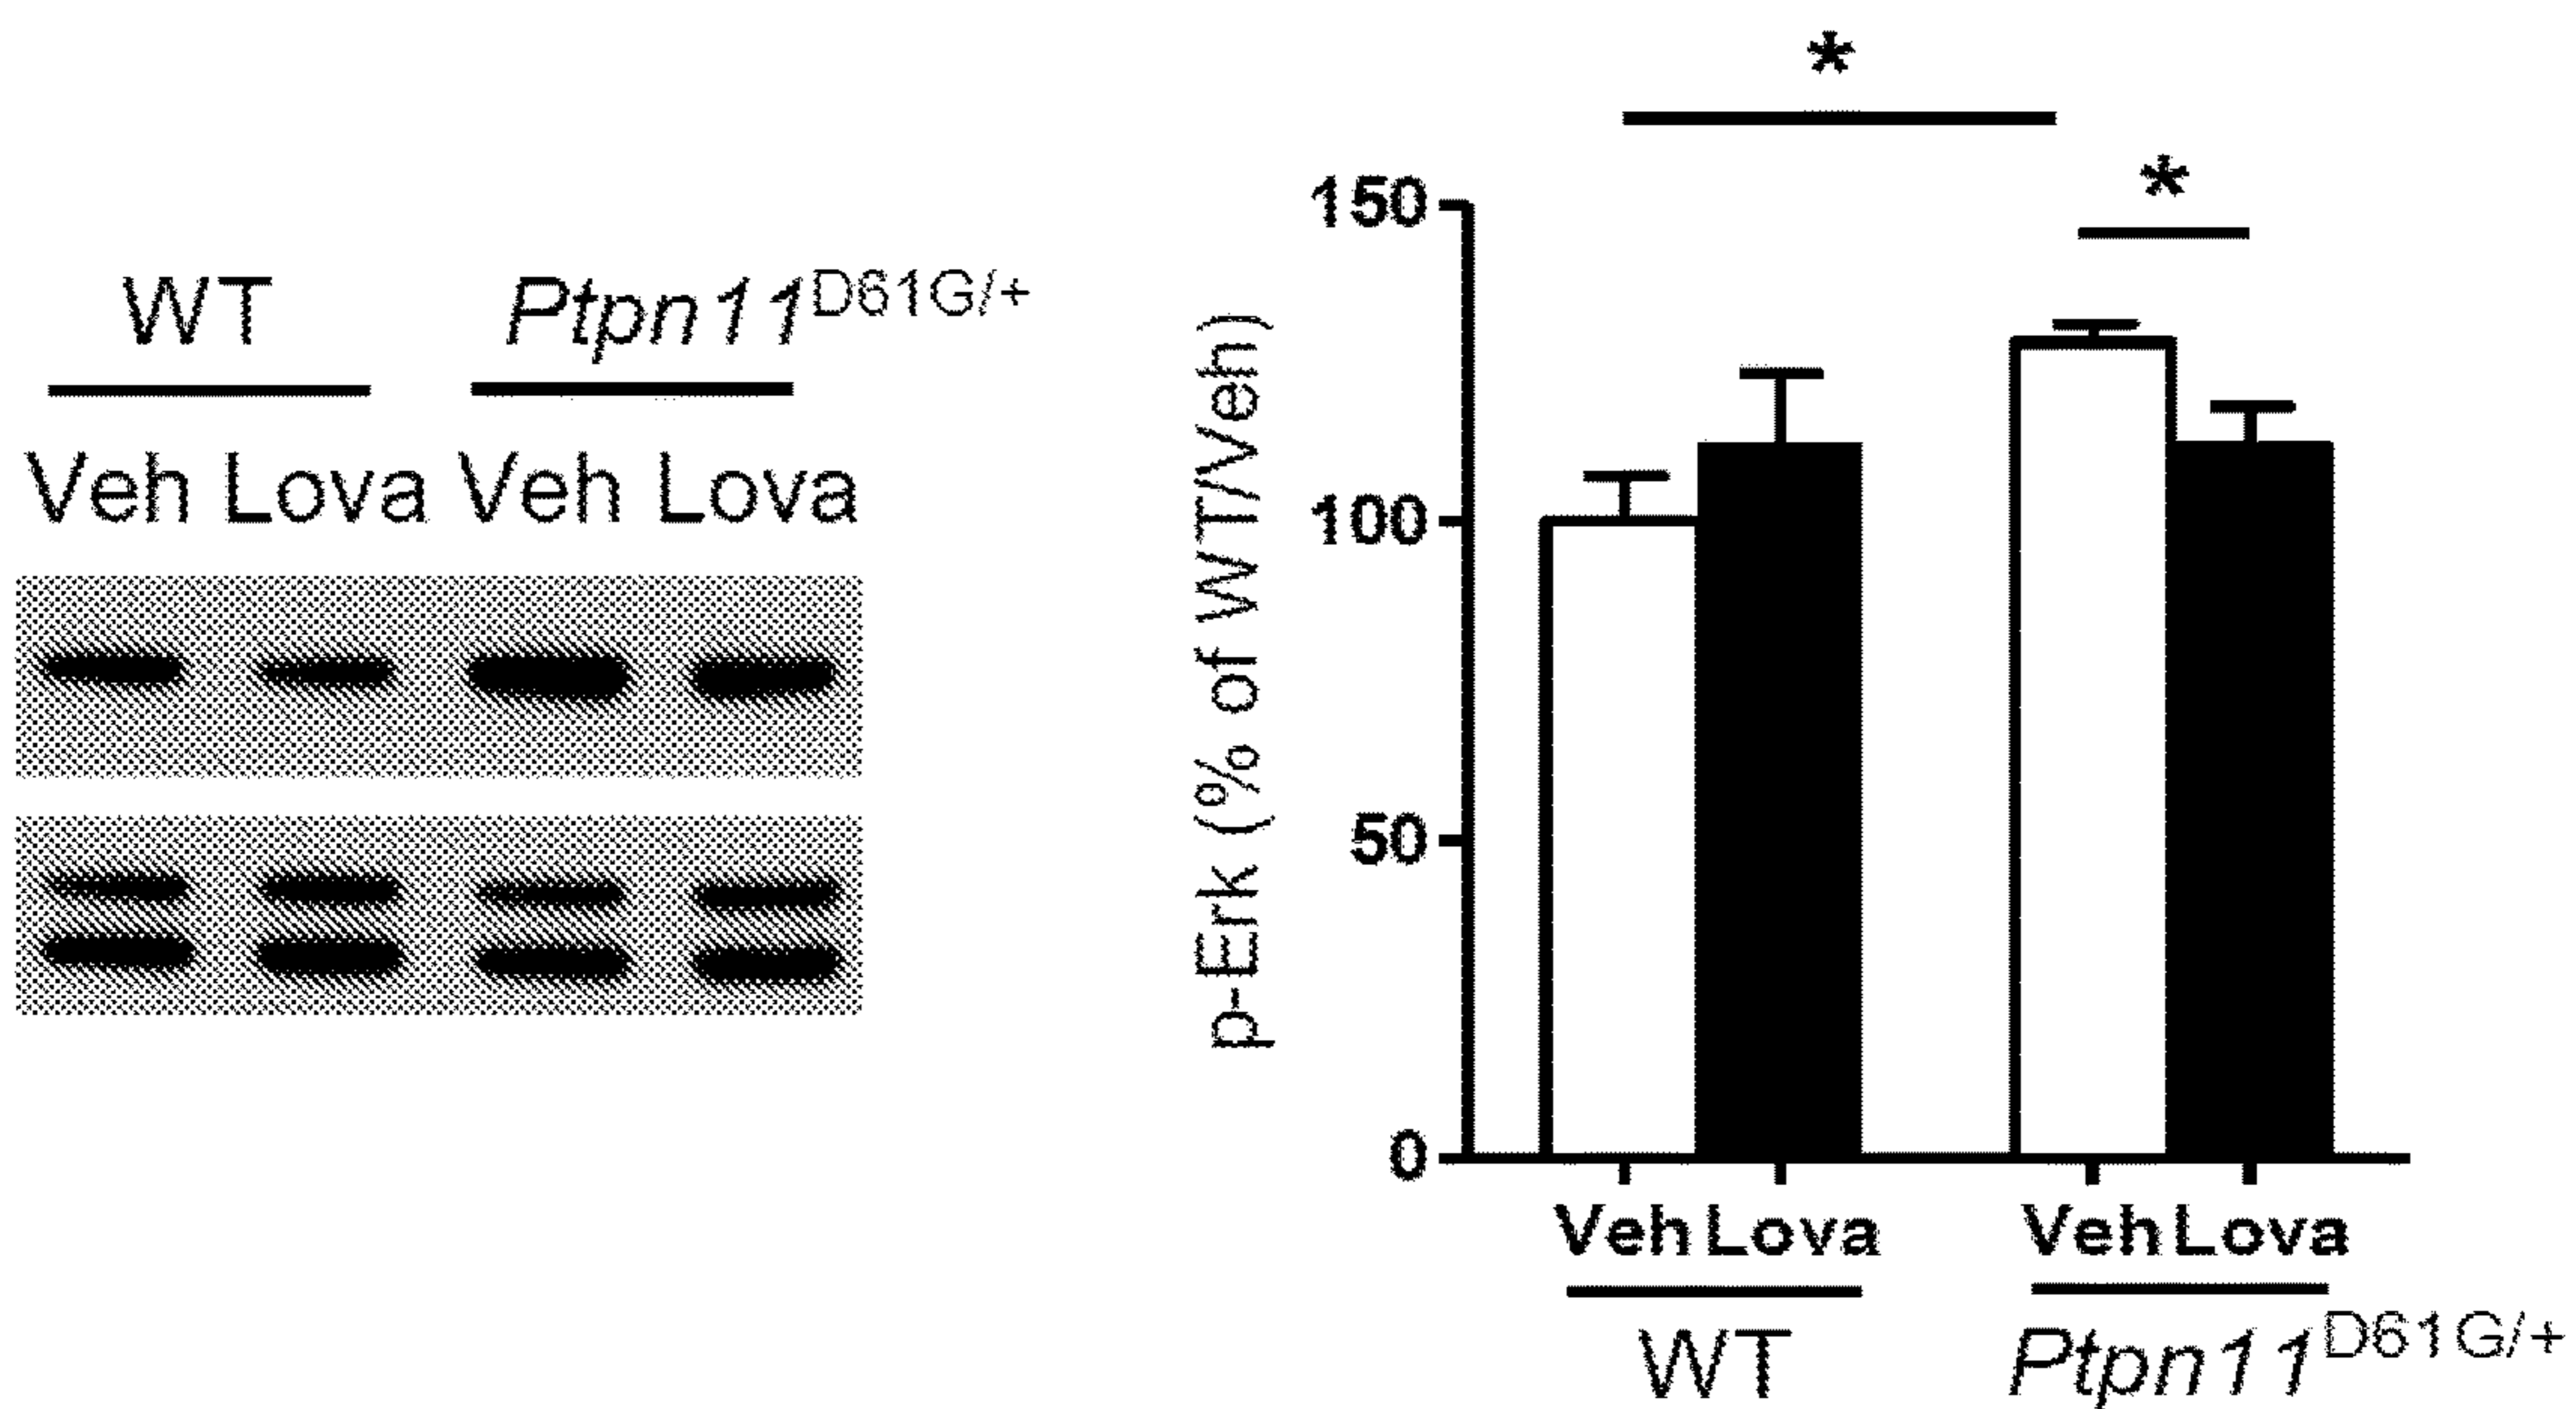 WT Ptpn11D61G/+
Veh Lova Veh Lova
*
*
p-Erk (% of WT/Veh)
150
100
50
0
Veh Lova Veh Lova
WT Ptpn11D61G/+